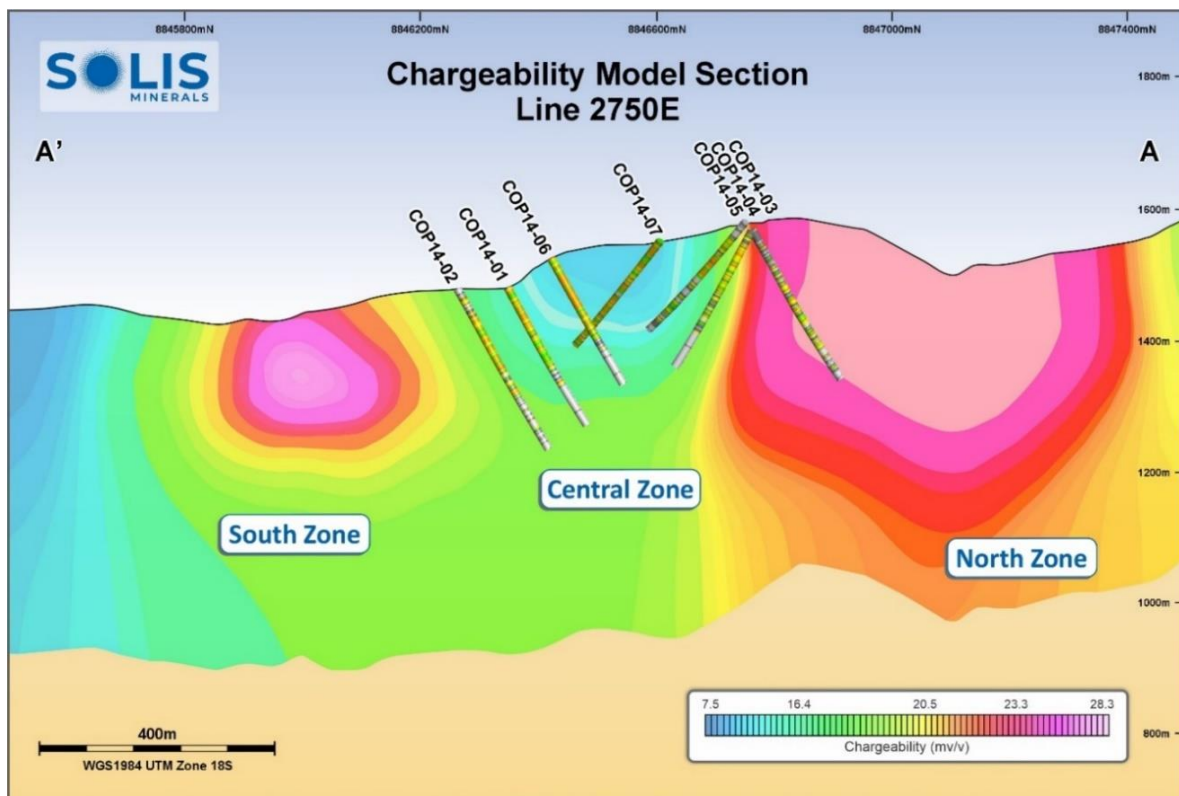 8845800mN
8846200mN
8846600mN
8847000mN
8847400mN
SOLIS
MINERALS
Chargeability Model Section
Line 2750E
1800m
A'
A
COP14-02
COP14-01
COP14-06
COP14-07
COP14-05
COP14-04
COP14-03
1600m
1400m
1200m
Central Zone
South Zone
North Zone
1000m
7.5
16.4
20.5
23.3
28.3
Chargeability (mv/v)
400m
WGS1984 UTM Zone 18S
800m